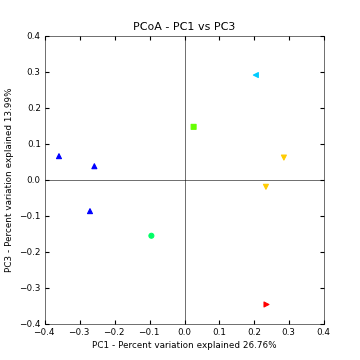 PCoA - PC1 vs PC3
PC3 - Percent variation explained 13.99%
0.4
0.3
0.2
0.1
0.0
−0.1
−0.2
−0.3
−0.4
−0.4 −0.3 −0.2 −0.1 0.0 0.1 0.2 0.3 0.4
PC1 - Percent variation explained 26.76%